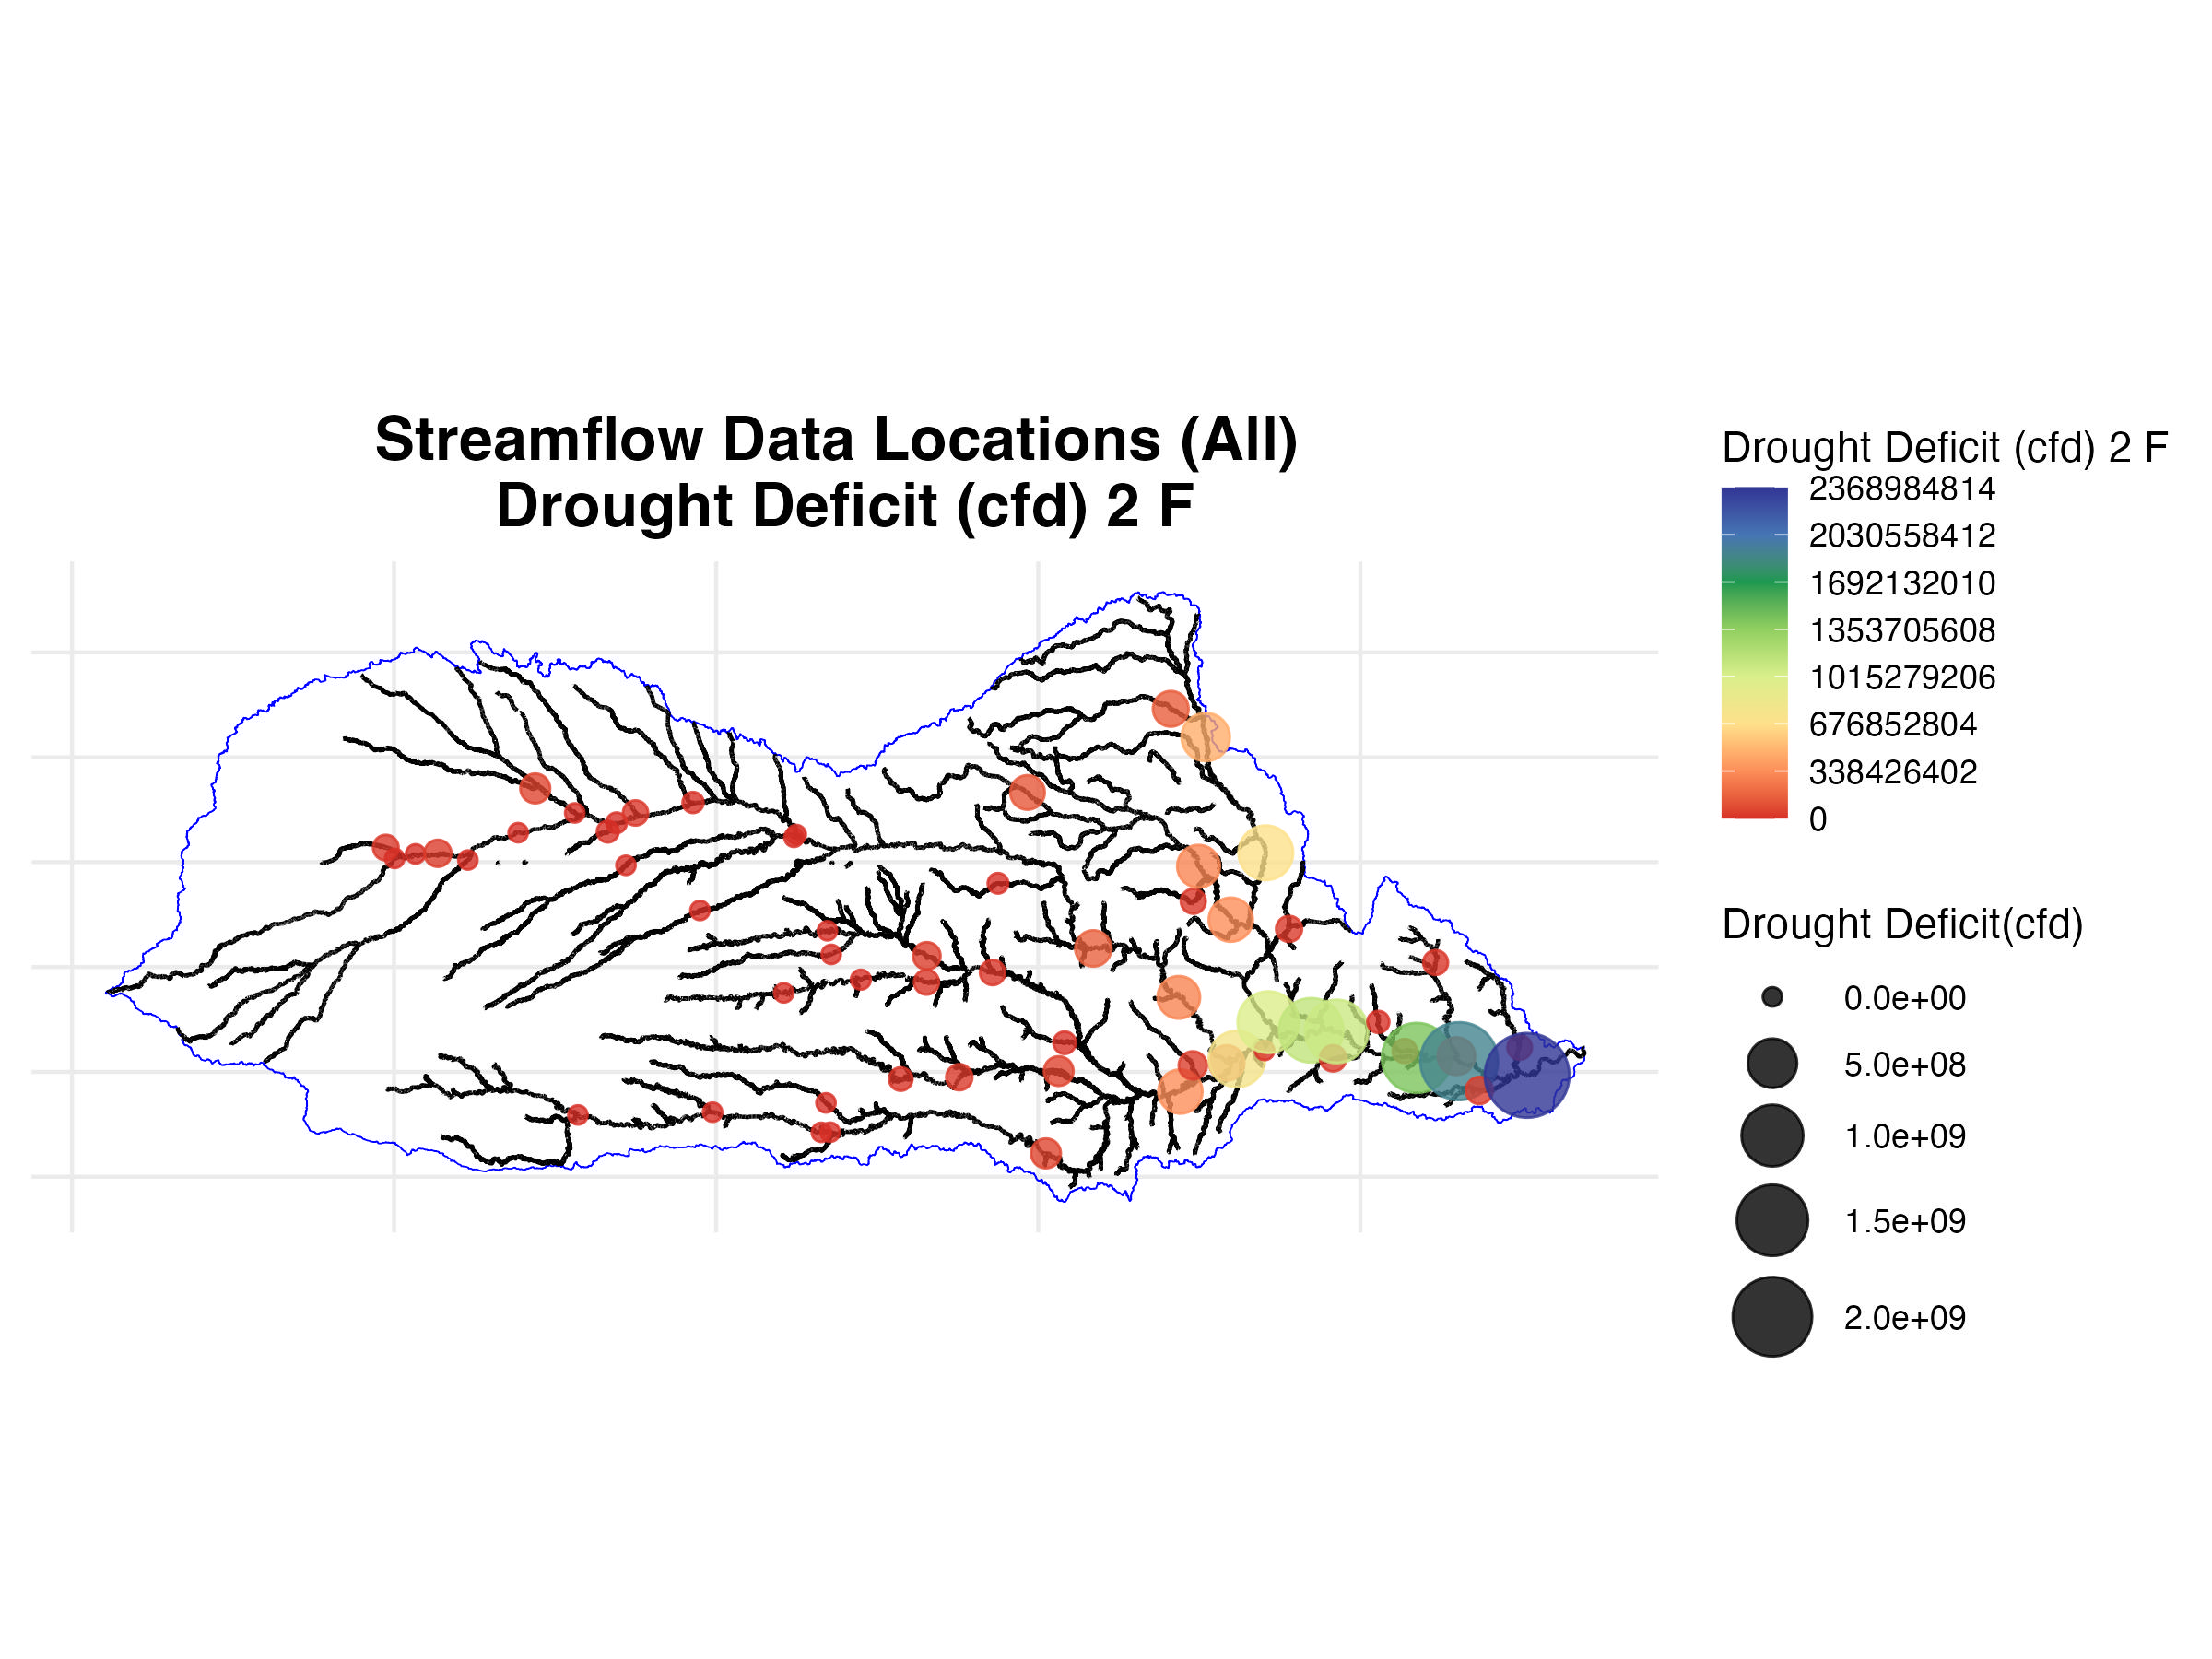 Streamflow Data Locations (All)
Drought Deficit (cfd) 2 F
Drought Deficit (cfd) 2 F
2368984814
2030558412
1692132010
1353705608
1015279206
676852804
338426402
0
Drought Deficit(cfd)
0.0e+00
5.0e+08
1.0e+09
1.5e+09
2.0e+09